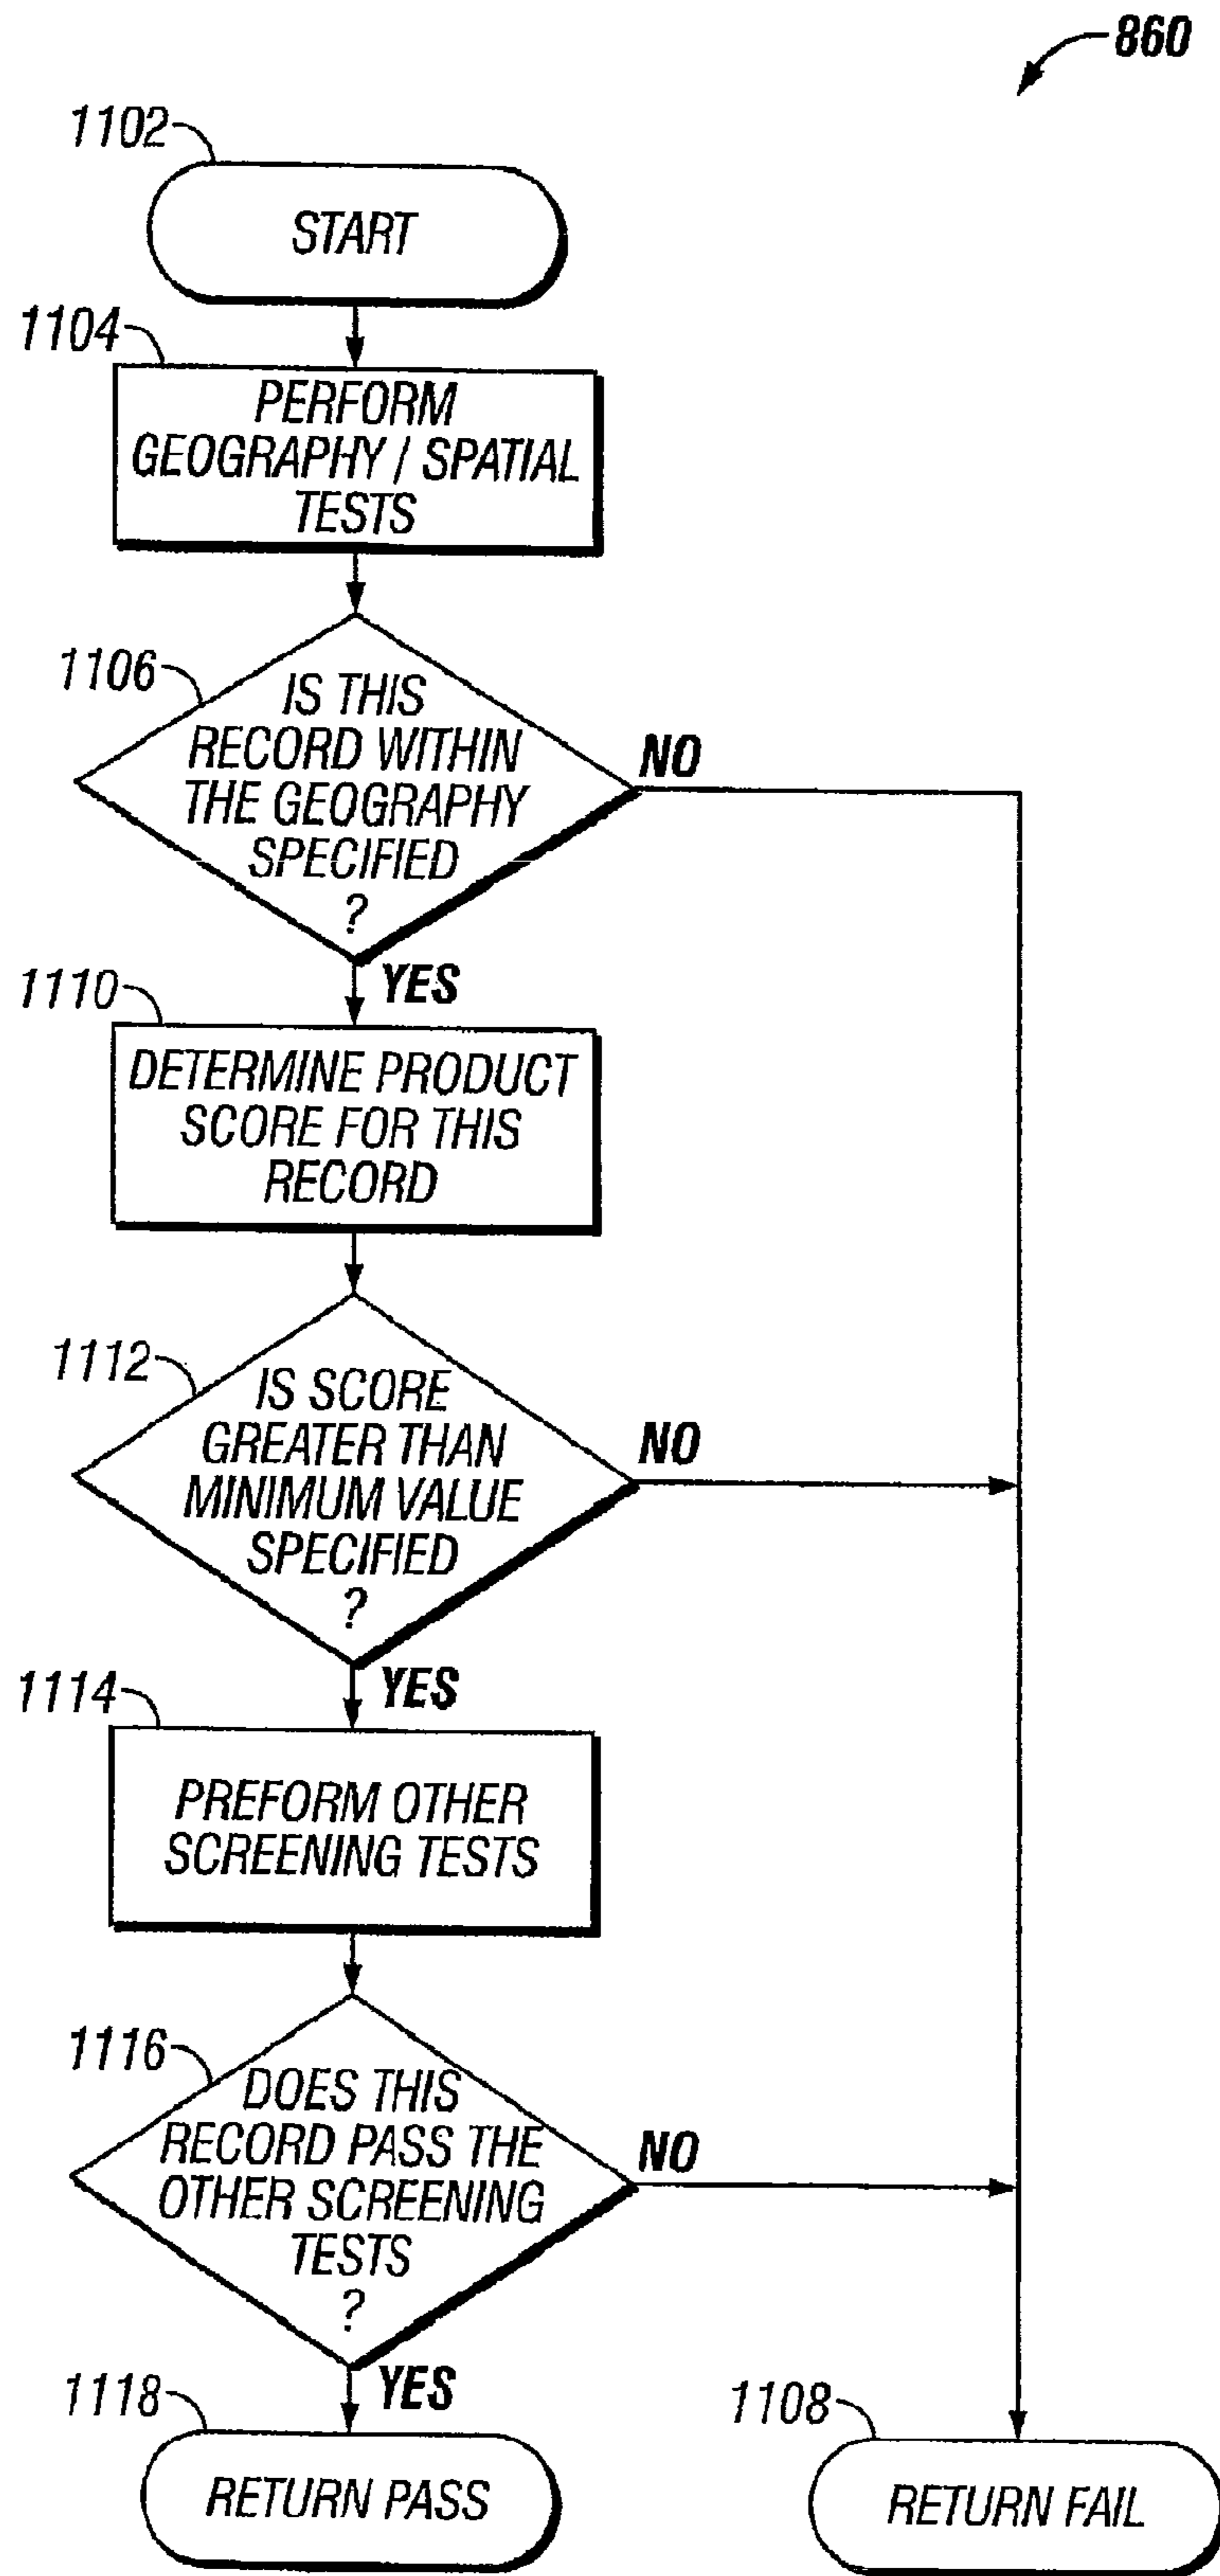 860
1102
START
1104
PERFORM
GEOGRAPHY / SPATIAL
TESTS
1106
IS THIS
RECORD WITHIN
THE GEOGRAPHY
SPECIFIED
?
NO
YES
1110
DETERMINE PRODUCT
SCORE FOR THIS
RECORD
1112
IS SCORE
GREATER THAN
MINIMUM VALUE
SPECIFIED
?
NO
YES
1114
PREFORM OTHER
SCREENING TESTS
1116
DOES THIS
RECORD PASS THE
OTHER SCREENING
TESTS
?
NO
YES
1118
RETURN PASS
1108
RETURN FAIL